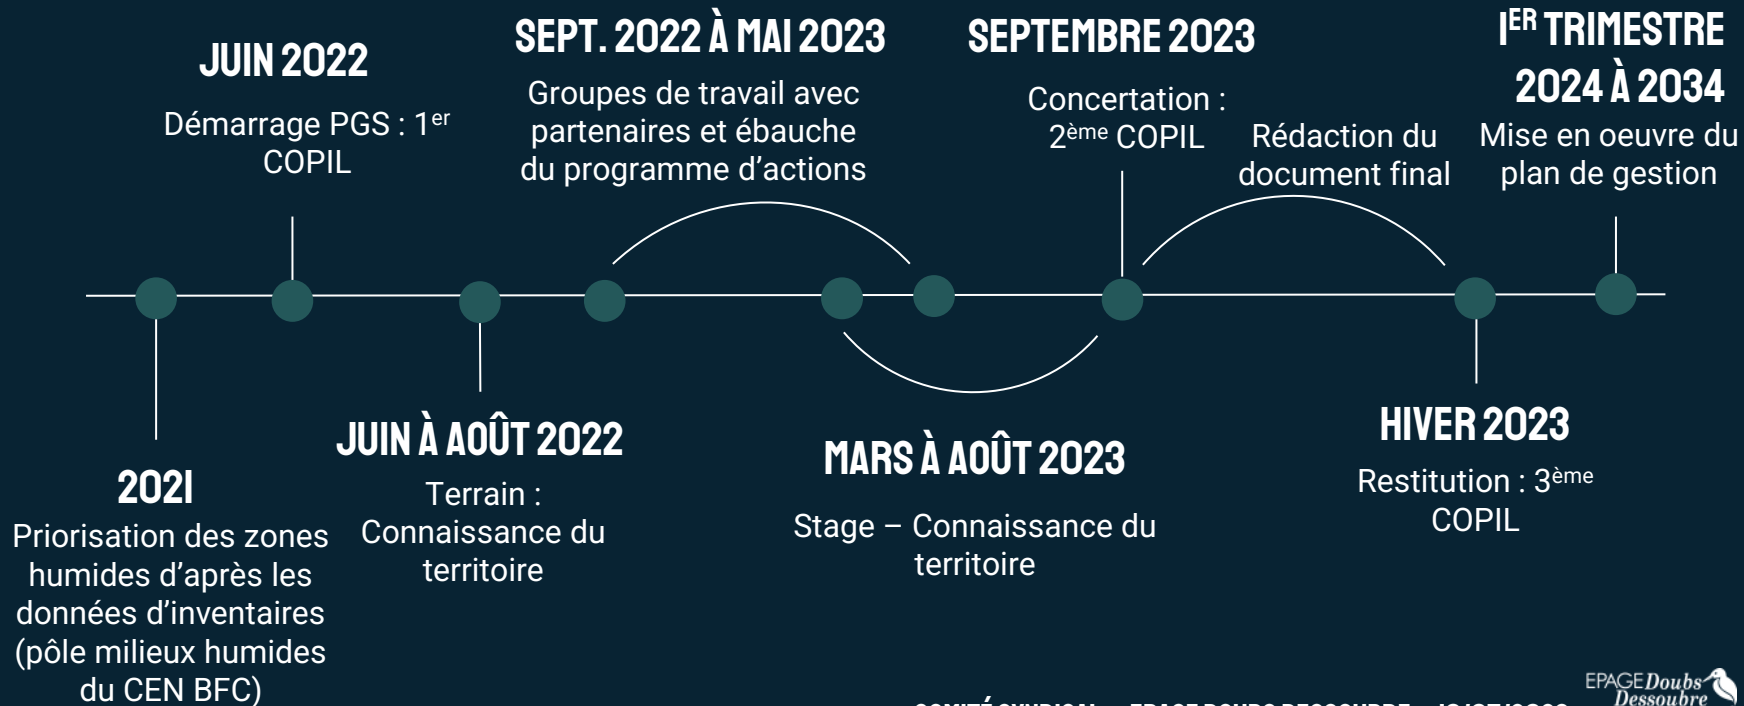 JUIN 2022
Démarrage PGS : 1er
COPIL
SEPT. 2022 À MAI 2023
Groupes de travail avec
partenaires et ébauche
du programme d’actions
SEPTEMBRE 2023
Concertation :
2ème COPIL
Rédaction du
document final
1ER TRIMESTRE
2024 À 2034
Mise en oeuvre du
plan de gestion
2021
Priorisation des zones
humides d’après les
données d’inventaires
(pôle milieux humides
du CEN BFC)
JUIN À AOÛT 2022
Terrain :
Connaissance du
territoire
MARS À AOÛT 2023
Stage – Connaissance du
territoire
HIVER 2023
Restitution : 3ème
COPIL
EPAGE Doubs
Dessoubre